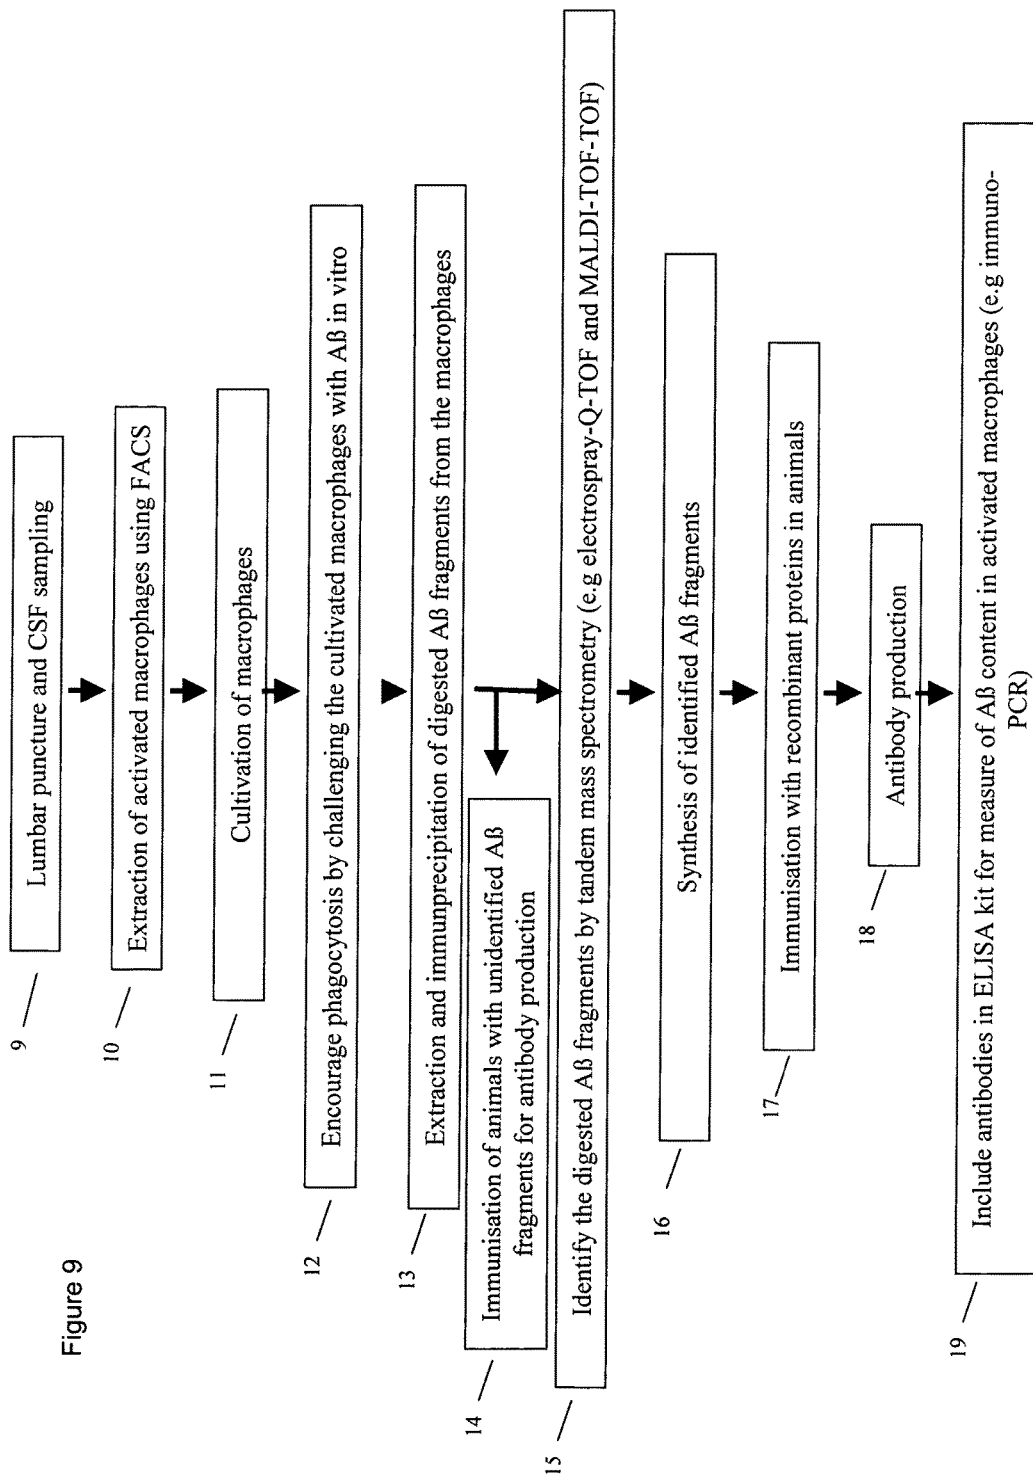 Figure 9
9
Lumbar puncture and CSF sampling
10
Extraction of activated macrophages using FACS
11
Cultivation of macrophages
12
Encourage phagocytosis by challenging the cultivated macrophages with Aß in vitro
13
Extraction and immunprecipitation of digested Aß fragments from the macrophages
14
Immunisation of animals with unidentified Aß
fragments for antibody production
15
Identify the digested Aß fragments by tandem mass spectrometry (e.g electrospray-Q-TOF and MALDI-TOF-TOF)
16
Synthesis of identified Aß fragments
17
Immunisation with recombinant proteins in animals
18
Antibody production
19
Include antibodies in ELISA kit for measure of Aß content in activated macrophages (e.g immuno-
PCR)